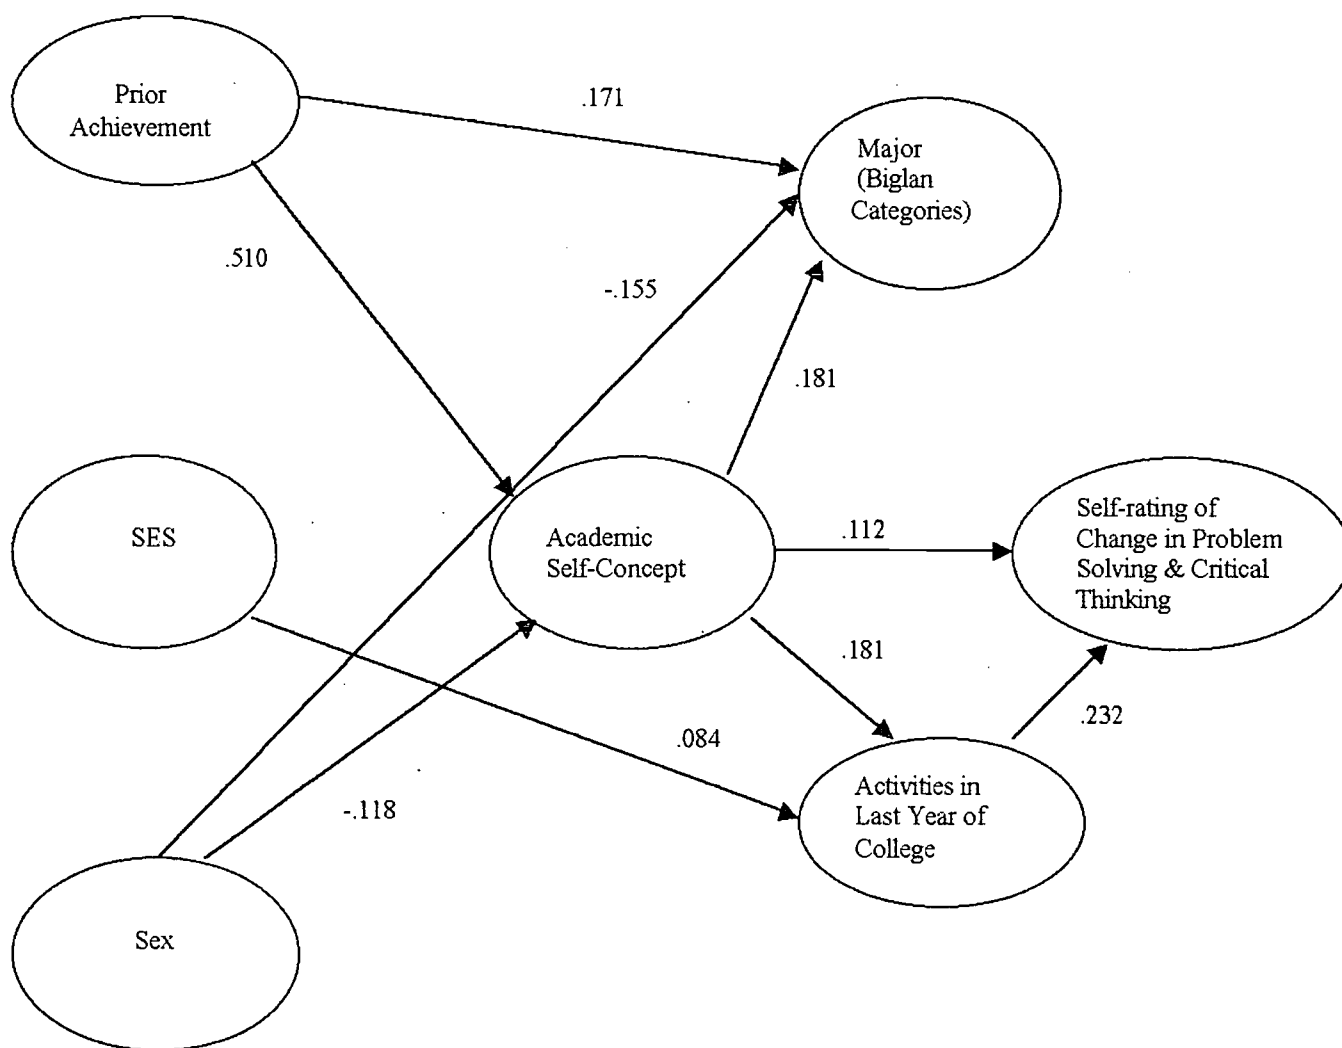 Prior
Achievement
.171
Major
(Biglan
Categories)
.510
-.155
.181
SES
Academic
Self-Concept
.112
Self-rating of
Change in Problem
Solving & Critical
Thinking
.181
.232
.084
-.118
Activities in
Last Year of
College
Sex